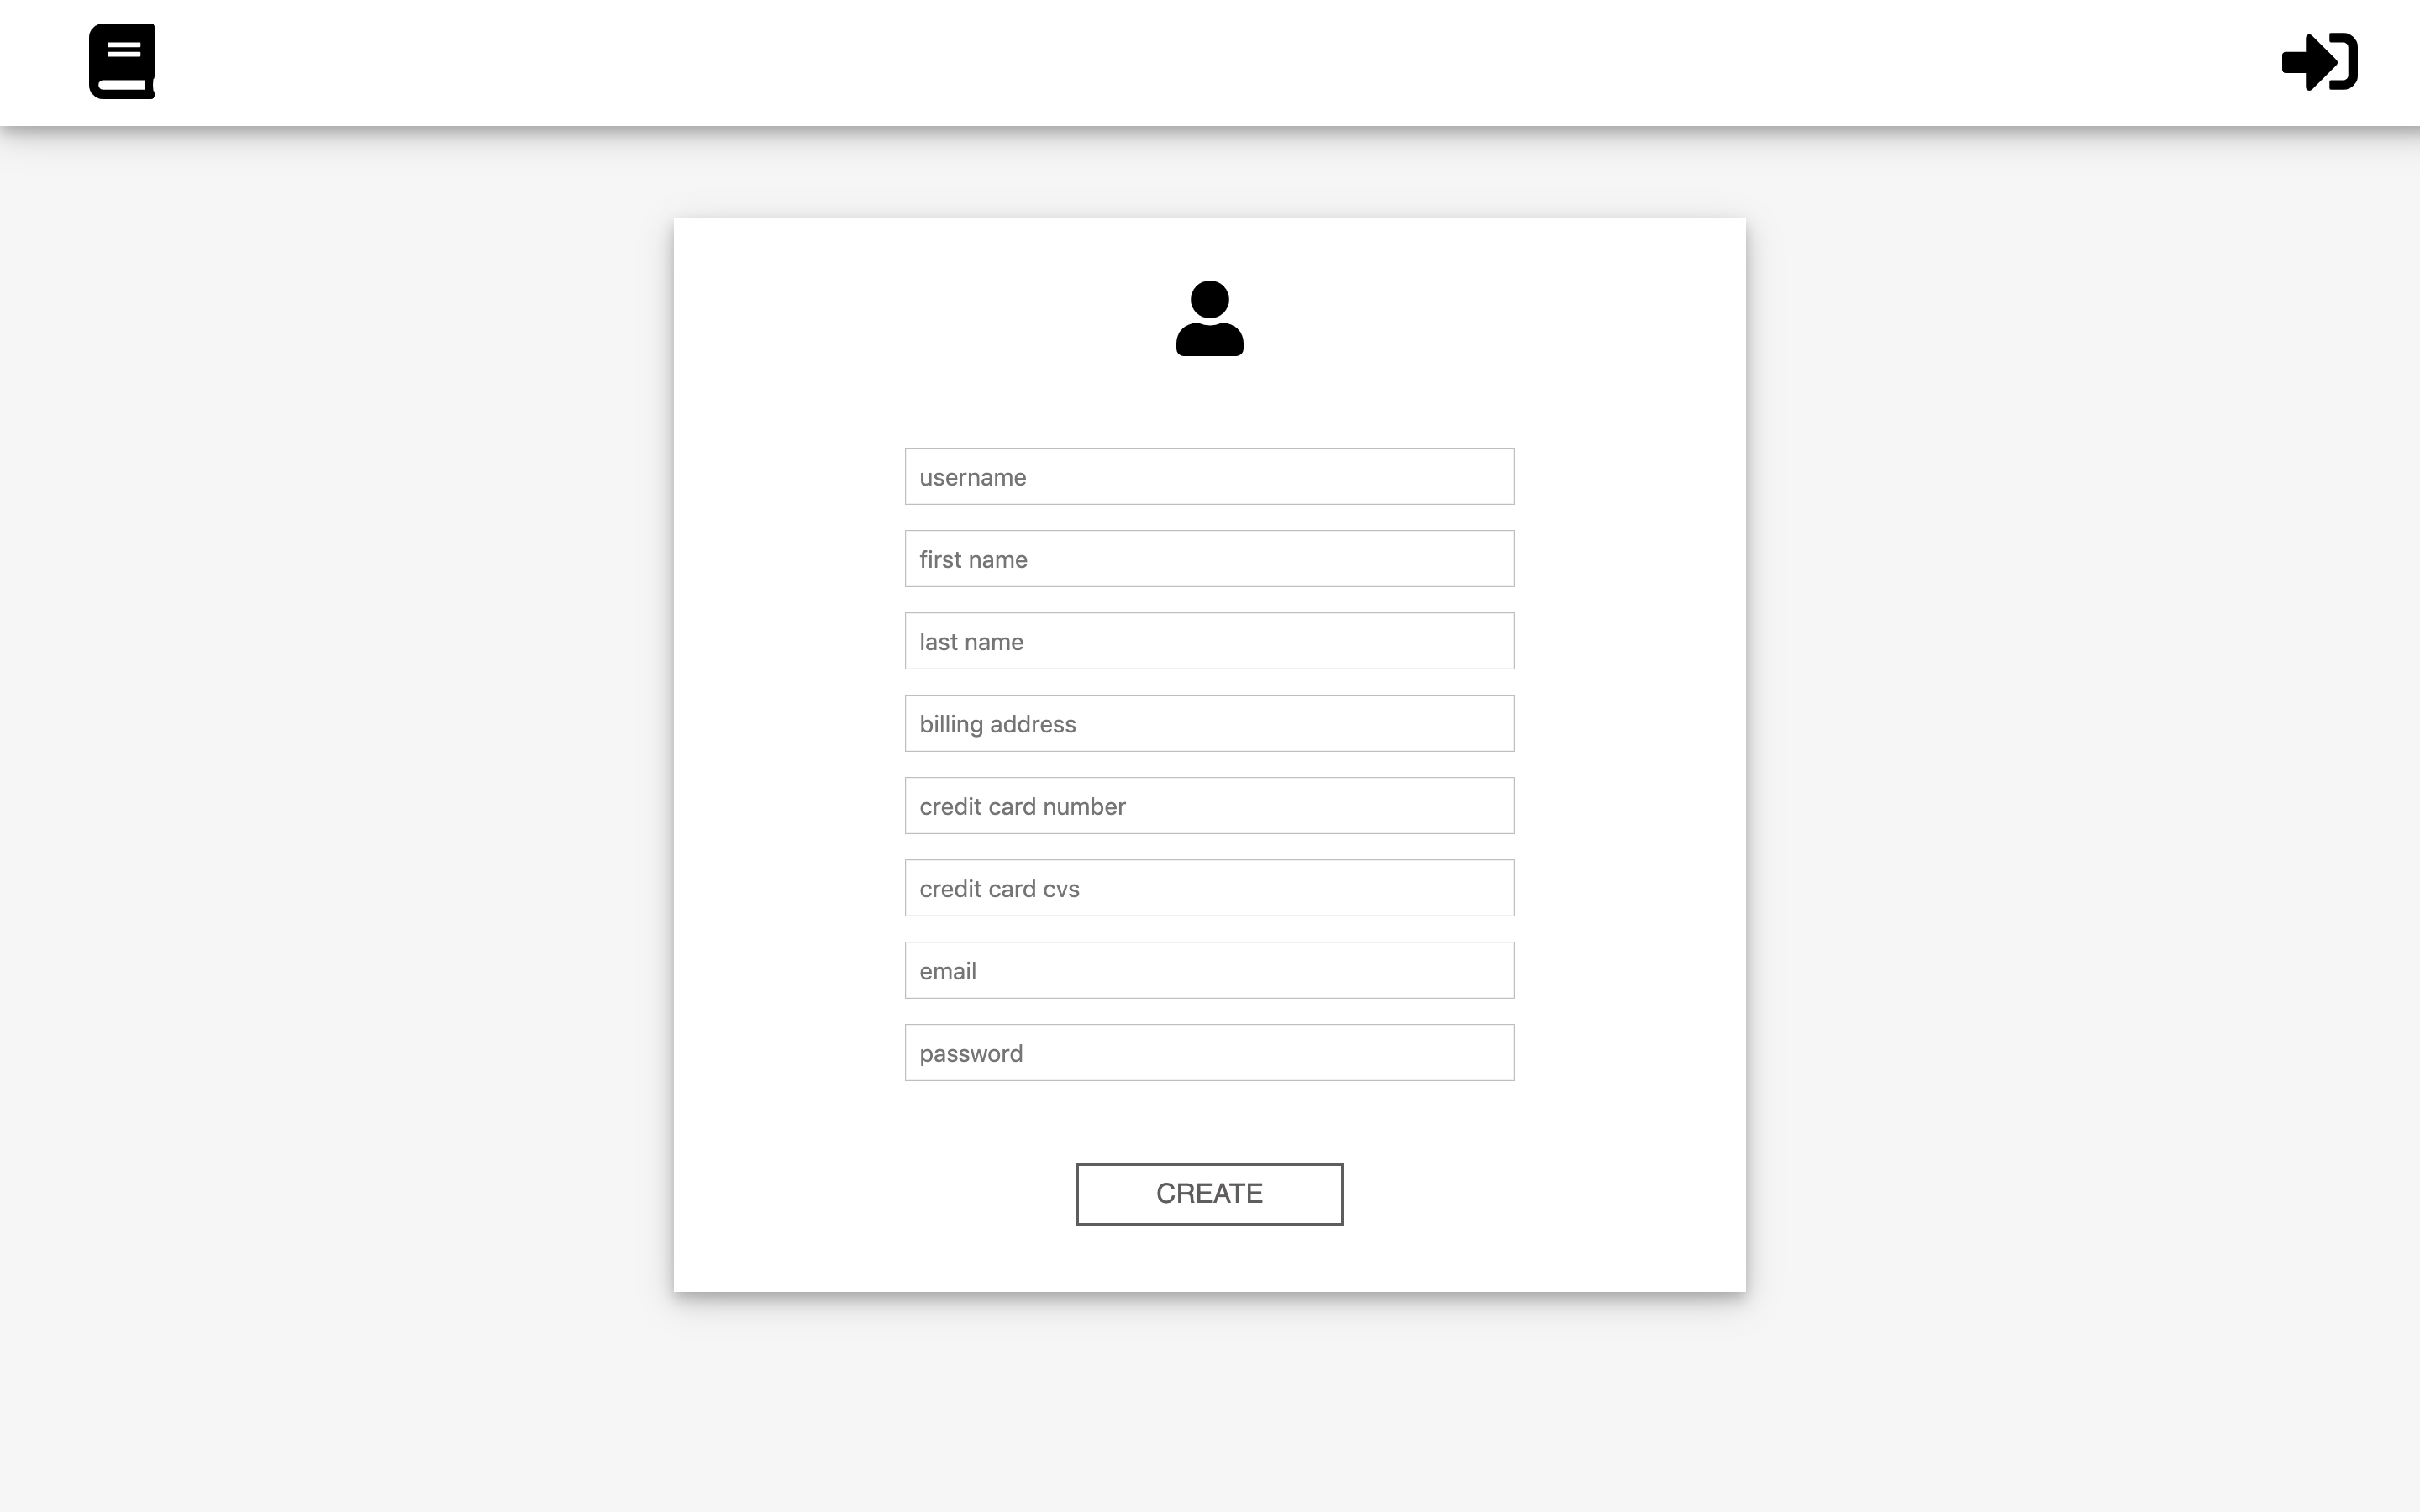 username
first name
last name
billing address
credit card number
credit card cvs
email
password
CREATE